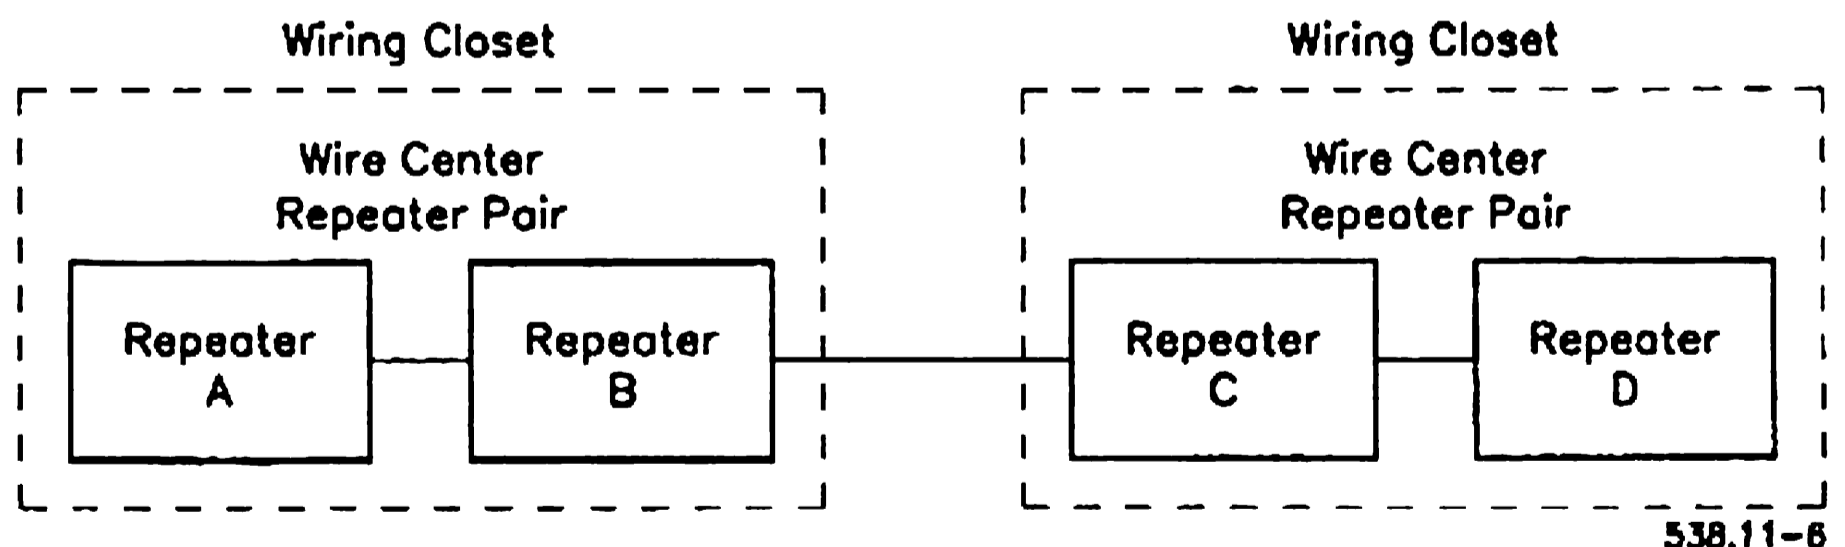 Wiring Closet
Wire Center
Repeater Pair
Repeater
A
Repeater
B
Wiring Closet
Wire Center
Repeater Pair
Repeater
C
Repeater
D
538.11-6